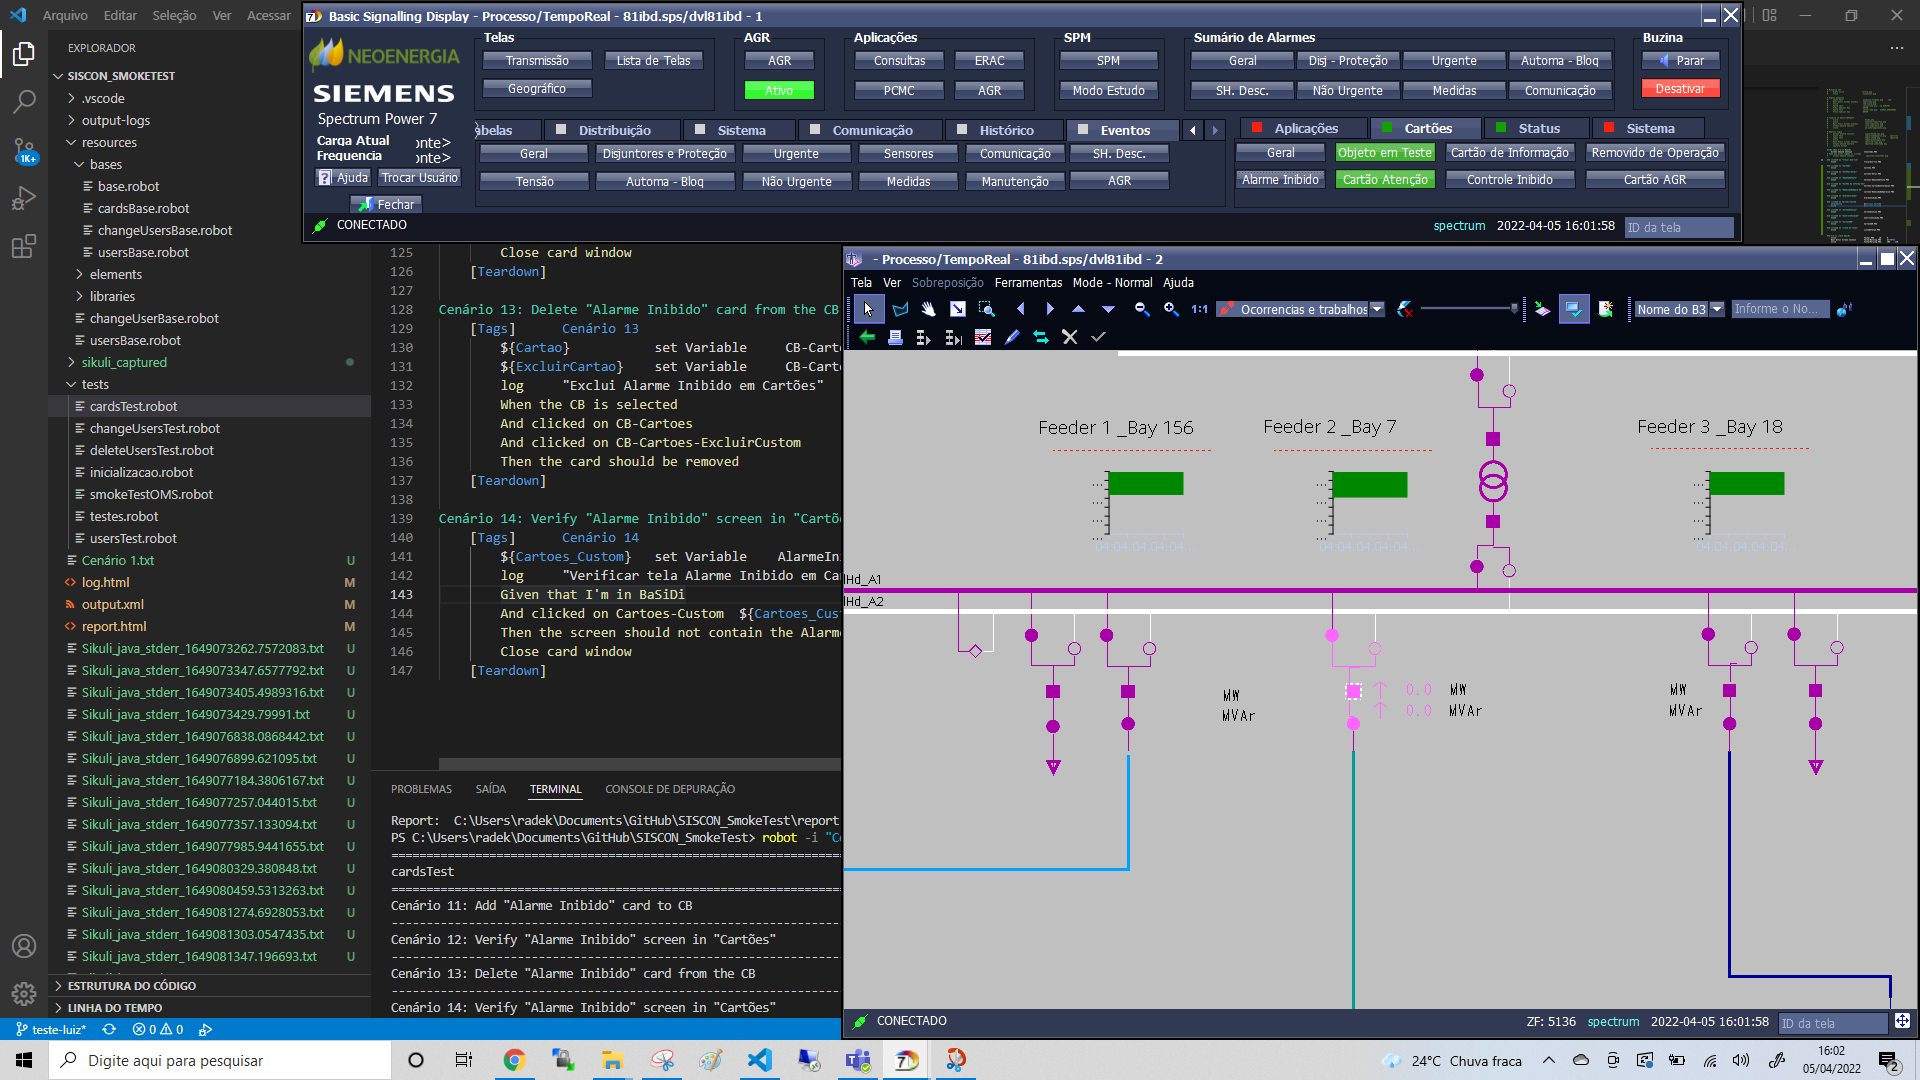 Arquivo Editar Seleção Ver Acessar
Basic Signalling Display - Processo/TempoReal - 81ibd.sps/dvl81ibd - 1
EXPLORADOR
SISCON_SMOKETEST
.vscode
output-logs
resources
bases
base.robot
cardsBase.robot
changeUsersBase.robot
usersBase.robot
elements
libraries
changeUserBase.robot
usersBase.robot
sikuli_captured
tests
cardsTest.robot
changeUsersTest.robot
deleteUsersTest.robot
inicializacao.robot
smokeTestOMS.robot
testes.robot
usersTest.robot
Cenário 1.txt U
log.html M
output.xml M
report.html M
Sikuli_java_stderr_1649073262.7572083.txt U
Sikuli_java_stderr_1649073347.6577792.txt U
Sikuli_java_stderr_1649073405.4989316.txt U
Sikuli_java_stderr_1649073429.79991.txt U
Sikuli_java_stderr_1649076838.0868442.txt U
Sikuli_java_stderr_1649076899.621095.txt U
Sikuli_java_stderr_1649077184.3806167.txt U
Sikuli_java_stderr_1649077257.044015.txt U
Sikuli_java_stderr_1649077357.133094.txt U
Sikuli_java_stderr_1649077985.9441655.txt U
Sikuli_java_stderr_1649080329.380848.txt U
Sikuli_java_stderr_1649080459.5313263.txt U
Sikuli_java_stderr_1649081274.6928053.txt U
Sikuli_java_stderr_1649081303.0547435.txt U
Sikuli_java_stderr_1649081347.196693.txt U
ESTRUTURA DO CÓDIGO
LINHA DO TEMPO
1K+
NEOENERGIA
SIEMENS
Spectrum Power 7
Carga Atual onte>
Frequencia onte>
Ajuda Trocar Usuário
Fechar
Telas
Transmissão Lista de Telas
Geográfico
AGR
AGR
Ativo
Aplicações
Consultas ERAC
PCMC AGR
SPM
SPM
Modo Estudo
Sumário de Alarmes
Geral Disj - Proteção Urgente Automa - Bloq
SH. Desc. Não Urgente Medidas Comunicação
Buzina
Parar
Desativar
abelas Distribuição Sistema Comunicação Histórico Eventos
Geral Disjuntores e Proteção Urgente Sensores Comunicação SH. Desc.
Tensão Automa - Bloq Não Urgente Medidas Manutenção AGR
Aplicações Cartões Status Sistema
Geral Objeto em Teste Cartão de Informação Removido de Operação
Alarme Inibido Cartão Atenção Controle Inibido Cartão AGR
CONECTADO spectrum 2022-04-05 16:01:58 ID da tela
125 Close card window
126 [Teardown]
127
128 Cenário 13: Delete "Alarme Inibido" card from the CB
129 [Tags] Cenário 13
130 ${Cartao} set Variable CB-Carto
131 ${ExcluirCartao} set Variable CB-Carto
132 log "Exclui Alarme Inibido em Cartões"
133 When the CB is selected
134 And clicked on CB-Cartoes
135 And clicked on CB-Cartoes-ExcluirCustom
136 Then the card should be removed
137 [Teardown]
138
139 Cenário 14: Verify "Alarme Inibido" screen in "Cartõ
140 [Tags] Cenário 14
141 ${Cartoes_Custom} set Variable AlarmeIn
142 log "Verificar tela Alarme Inibido em Ca
143 Given that I'm in BaSiDi
144 And clicked on Cartoes-Custom ${Cartoes_Cus
145 Then the screen should not contain the Alarm
146 Close card window
147 [Teardown]
PROBLEMAS SAÍDA TERMINAL CONSOLE DE DEPURAÇÃO
Report: C:\Users\radek\Documents\GitHub\SISCON_SmokeTest\report
PS C:\Users\radek\Documents\GitHub\SISCON_SmokeTest> robot -i "C
cardsTest
Cenário 11: Add "Alarme Inibido" card to CB
Cenário 12: Verify "Alarme Inibido" screen in "Cartões"
Cenário 13: Delete "Alarme Inibido" card from the CB
Cenário 14: Verify "Alarme Inibido" screen in "Cartões"
- Processo/TempoReal - 81ibd.sps/dvl81ibd - 2
Tela Ver Sobreposição Ferramentas Mode - Normal Ajuda
1:1 Ocorrencias e trabalhos Nome do B3 Informe o No...
Feeder 1 _Bay 156
Feeder 2 _Bay 7
Feeder 3 _Bay 18
04.04.04.04.04...
04.04.04.04.04...
04.04.04.04.04...
IHd_A1
IHd_A2
MW
MVAr
0.0 MW
0.0 MVAr
MW
MVAr
CONECTADO ZF: 5136 spectrum 2022-04-05 16:01:58 ID da tela
teste-luiz* 0 0
Digite aqui para pesquisar
24°C Chuva fraca
16:02
05/04/2022
2